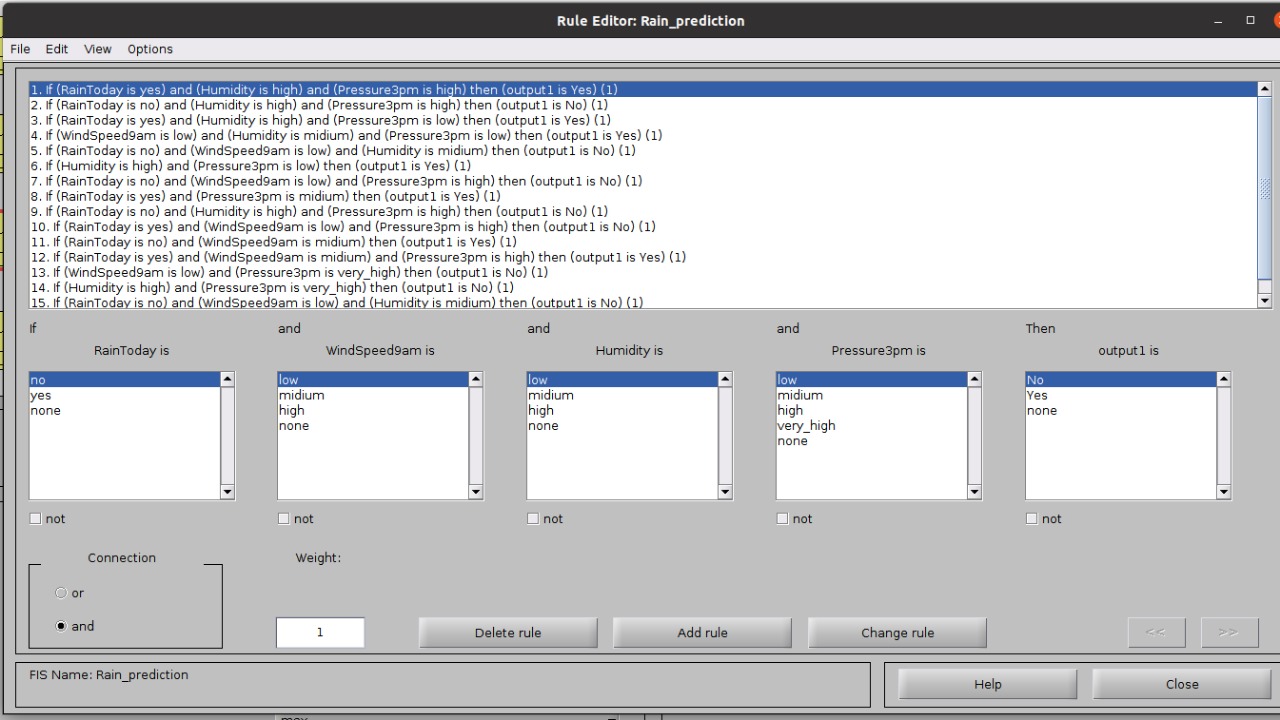 Rule Editor: Rain_prediction
File Edit View Options
1. If (RainToday is yes) and (Humidity is high) and (Pressure3pm is high) then (output1 is Yes) (1)
2. If (RainToday is no) and (Humidity is high) and (Pressure3pm is high) then (output1 is No) (1)
3. If (RainToday is yes) and (Humidity is high) and (Pressure3pm is low) then (output1 is Yes) (1)
4. If (WindSpeed9am is low) and (Humidity is midium) and (Pressure3pm is low) then (output1 is Yes) (1)
5. If (RainToday is no) and (WindSpeed9am is low) and (Humidity is midium) then (output1 is No) (1)
6. If (Humidity is high) and (Pressure3pm is low) then (output1 is Yes) (1)
7. If (RainToday is no) and (WindSpeed9am is low) and (Pressure3pm is high) then (output1 is No) (1)
8. If (RainToday is yes) and (Pressure3pm is midium) then (output1 is Yes) (1)
9. If (RainToday is no) and (Humidity is high) and (Pressure3pm is high) then (output1 is No) (1)
10. If (RainToday is yes) and (WindSpeed9am is low) and (Pressure3pm is high) then (output1 is No) (1)
11. If (RainToday is no) and (WindSpeed9am is midium) then (output1 is Yes) (1)
12. If (RainToday is yes) and (WindSpeed9am is midium) and (Pressure3pm is high) then (output1 is Yes) (1)
13. If (WindSpeed9am is low) and (Pressure3pm is very_high) then (output1 is No) (1)
14. If (Humidity is high) and (Pressure3pm is very_high) then (output1 is No) (1)
15. If (RainToday is no) and (WindSpeed9am is low) and (Humidity is midium) then (output1 is No) (1)
If and and and Then
RainToday is WindSpeed9am is Humidity is Pressure3pm is output1 is
no low low low No
yes midium midium midium Yes
none high high high none
none none very_high
none
not not not not not
Connection Weight:
or
and 1 Delete rule Add rule Change rule << >>
FIS Name: Rain_prediction
Help Close
max